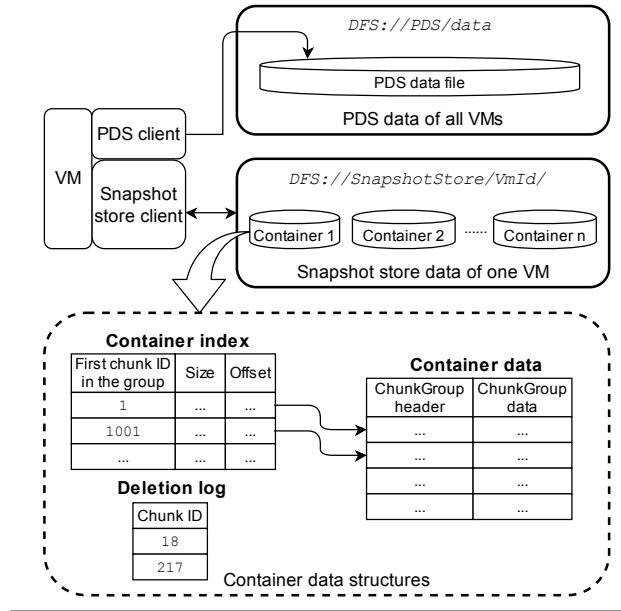 DFS://PDS/data
PDS data file
PDS data of all VMs
VM
PDS client
Snapshot
store client
DFS://SnapshotStore/VmId/
Container 1
Container 2
......
Container n
Snapshot store data of one VM
Container index
First chunk ID
in the group
Size
Offset
1
...
...
1001
...
...
...
...
...
Container data
ChunkGroup
header
ChunkGroup
data
...
...
...
...
...
...
...
...
Deletion log
Chunk ID
18
217
Container data structures